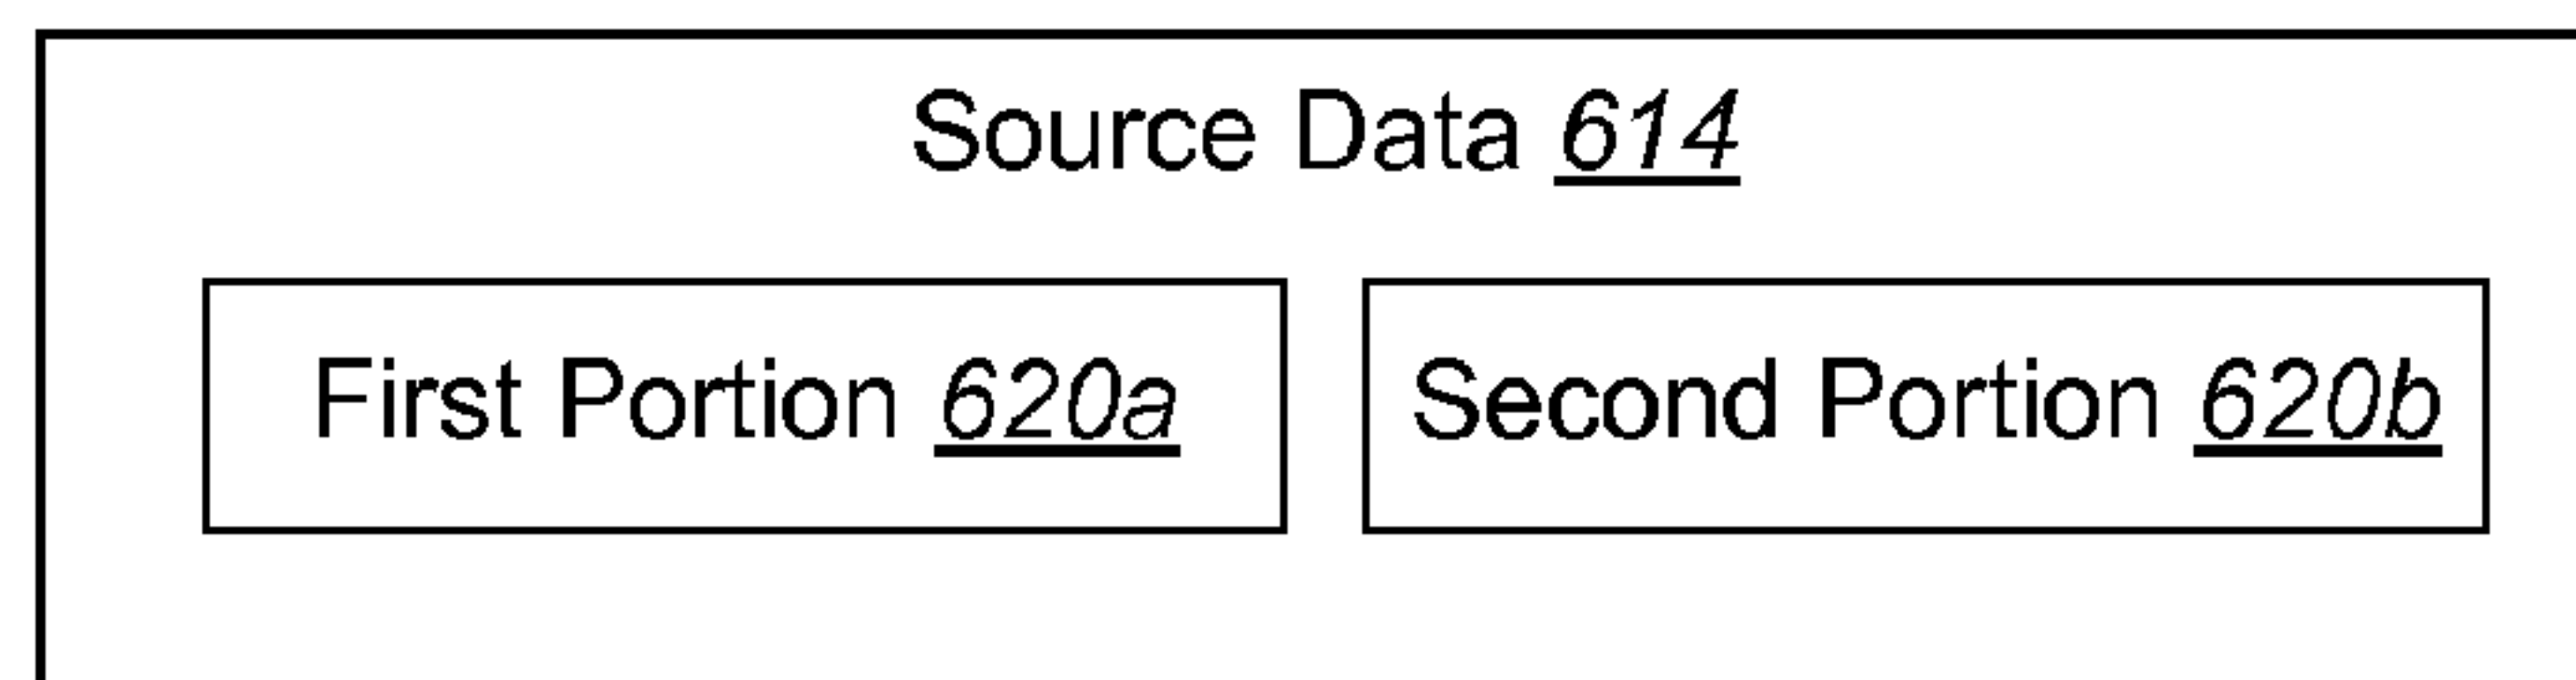 Source Data 614
First Portion 620a
Second Portion 620b